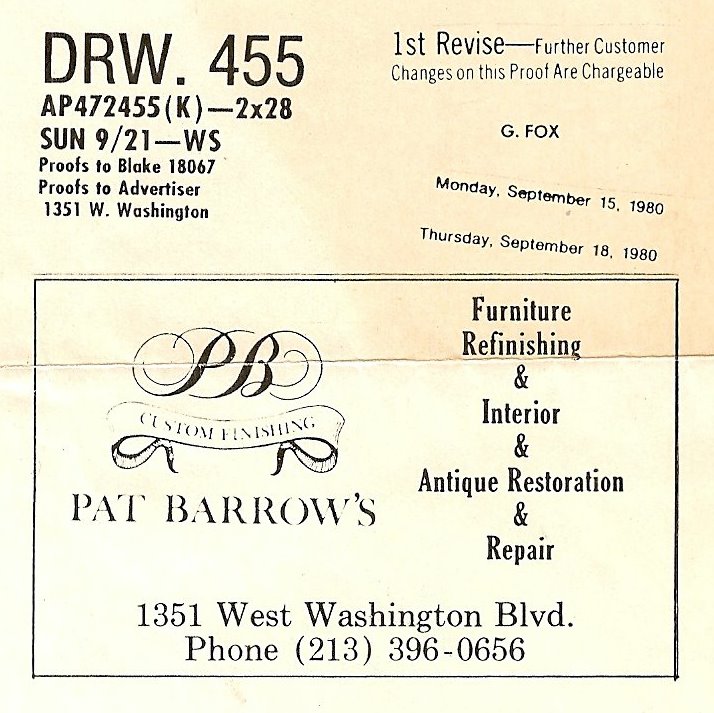 DRW. 455
AP472455(K)—2x28
SUN 9/21—WS
Proofs to Blake 18067
Proofs to Advertiser
1351 W. Washington
1st Revise—Further Customer
Changes on this Proof Are Chargeable
G. FOX
Monday, September 15, 1980
Thursday, September 18, 1980
PB
CUSTOM FINISHING
PAT BARROW'S
Furniture
Refinishing
&
Interior
&
Antique Restoration
&
Repair
1351 West Washington Blvd.
Phone (213) 396-0656